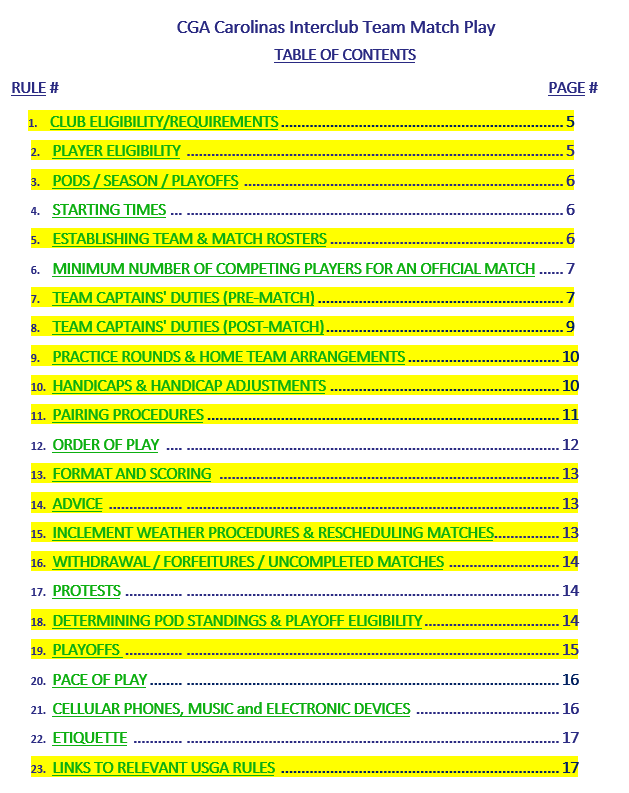 CGA Carolinas Interclub Team Match Play
TABLE OF CONTENTS
RULE # PAGE #
1. CLUB ELIGIBILITY/REQUIREMENTS ................................................................ 5
2. PLAYER ELIGIBILITY ...................................................................................... 5
3. PODS / SEASON / PLAYOFFS ......................................................................... 6
4. STARTING TIMES ... ...................................................................................... 6
5. ESTABLISHING TEAM & MATCH ROSTERS ...................................................... 6
6. MINIMUM NUMBER OF COMPETING PLAYERS FOR AN OFFICIAL MATCH ...... 7
7. TEAM CAPTAINS' DUTIES (PRE-MATCH) ........................................................ 7
8. TEAM CAPTAINS' DUTIES (POST-MATCH) ...................................................... 9
9. PRACTICE ROUNDS & HOME TEAM ARRANGEMENTS ................................... 10
10. HANDICAPS & HANDICAP ADJUSTMENTS .................................................... 10
11. PAIRING PROCEDURES ................................................................................ 11
12. ORDER OF PLAY .... ..................................................................................... 12
13. FORMAT AND SCORING .............................................................................. 13
14. ADVICE ................. ..................................................................................... 13
15. INCLEMENT WEATHER PROCEDURES & RESCHEDULING MATCHES............... 13
16. WITHDRAWAL / FORFEITURES / UNCOMPLETED MATCHES ......................... 14
17. PROTESTS ............. ..................................................................................... 14
18. DETERMINING POD STANDINGS & PLAYOFF ELIGIBILITY .............................. 14
19. PLAYOFFS ............. ..................................................................................... 15
20. PACE OF PLAY ........ ..................................................................................... 16
21. CELLULAR PHONES, MUSIC and ELECTRONIC DEVICES ................................. 16
22. ETIQUETTE ........... ..................................................................................... 17
23. LINKS TO RELEVANT USGA RULES ............................................................... 17